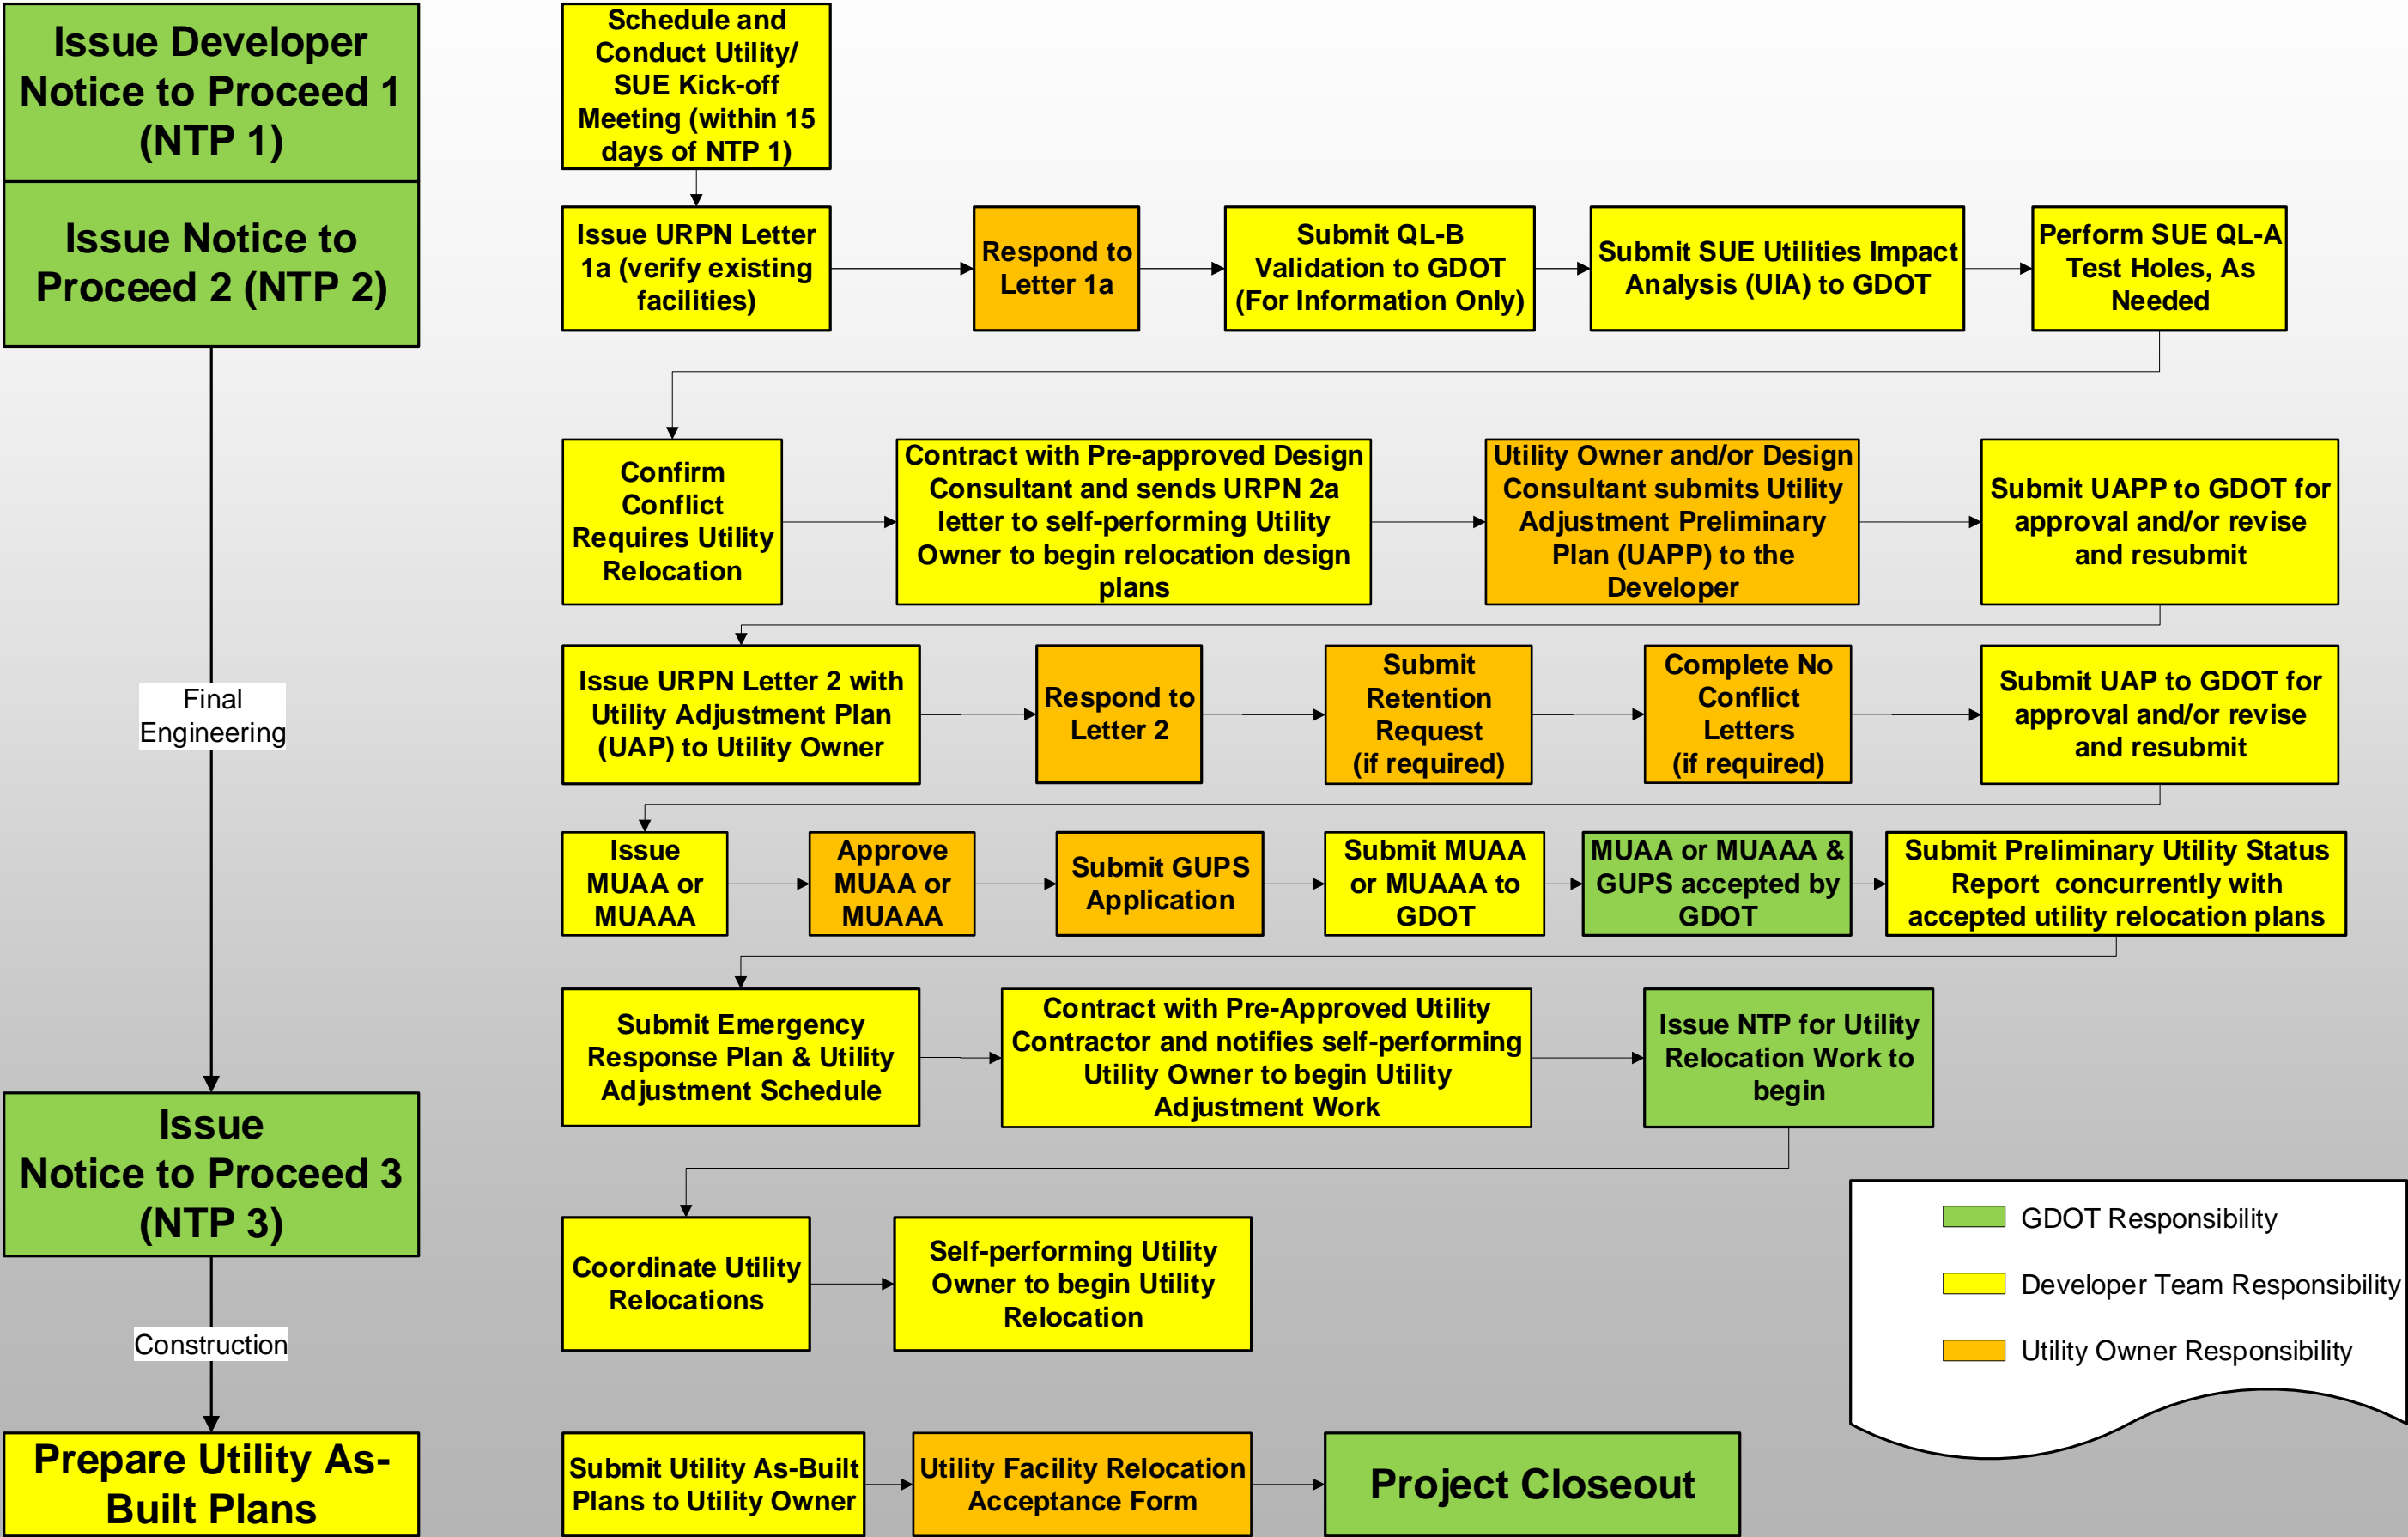 Issue Developer
Notice to Proceed 1
(NTP 1)
Issue Notice to
Proceed 2 (NTP 2)
Final
Engineering
Issue
Notice to Proceed 3
(NTP 3)
Construction
Prepare Utility As-
Built Plans
Schedule and
Conduct Utility/
SUE Kick-off
Meeting (within 15
days of NTP 1)
Issue URPN Letter
1a (verify existing
facilities)
Respond to
Letter 1a
Submit QL-B
Validation to GDOT
(For Information Only)
Submit SUE Utilities Impact
Analysis (UIA) to GDOT
Perform SUE QL-A
Test Holes, As
Needed
Confirm
Conflict
Requires Utility
Relocation
Contract with Pre-approved Design
Consultant and sends URPN 2a
letter to self-performing Utility
Owner to begin relocation design
plans
Utility Owner and/or Design
Consultant submits Utility
Adjustment Preliminary
Plan (UAPP) to the
Developer
Submit UAPP to GDOT for
approval and/or revise
and resubmit
Issue URPN Letter 2 with
Utility Adjustment Plan
(UAP) to Utility Owner
Respond to
Letter 2
Submit
Retention
Request
(if required)
Complete No
Conflict
Letters
(if required)
Submit UAP to GDOT for
approval and/or revise
and resubmit
Issue
MUAA or
MUAAA
Approve
MUAA or
MUAAA
Submit GUPS
Application
Submit MUAA
or MUAAA to
GDOT
MUAA or MUAAA &
GUPS accepted by
GDOT
Submit Preliminary Utility Status
Report concurrently with
accepted utility relocation plans
Submit Emergency
Response Plan & Utility
Adjustment Schedule
Contract with Pre-Approved Utility
Contractor and notifies self-performing
Utility Owner to begin Utility
Adjustment Work
Issue NTP for Utility
Relocation Work to
begin
Coordinate Utility
Relocations
Self-performing Utility
Owner to begin Utility
Relocation
Submit Utility As-Built
Plans to Utility Owner
Utility Facility Relocation
Acceptance Form
Project Closeout
GDOT Responsibility
Developer Team Responsibility
Utility Owner Responsibility